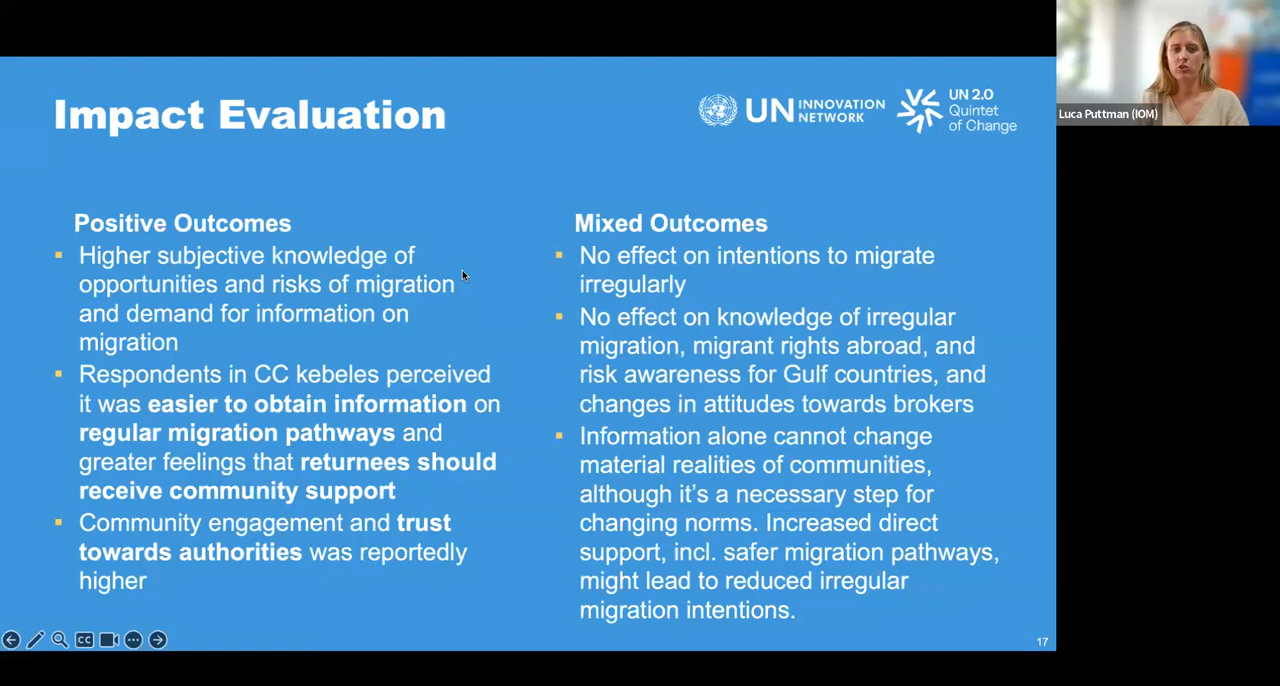 Impact Evaluation
UN INNOVATION
NETWORK
UN 2.0
Quintet
of Change
Luca Puttman (IOM)
Positive Outcomes
▪ Higher subjective knowledge of
opportunities and risks of migration
and demand for information on
migration
▪ Respondents in CC kebeles perceived
it was easier to obtain information on
regular migration pathways and
greater feelings that returnees should
receive community support
▪ Community engagement and trust
towards authorities was reportedly
higher
Mixed Outcomes
▪ No effect on intentions to migrate
irregularly
▪ No effect on knowledge of irregular
migration, migrant rights abroad, and
risk awareness for Gulf countries, and
changes in attitudes towards brokers
▪ Information alone cannot change
material realities of communities,
although it’s a necessary step for
changing norms. Increased direct
support, incl. safer migration pathways,
might lead to reduced irregular
migration intentions.
CC
17